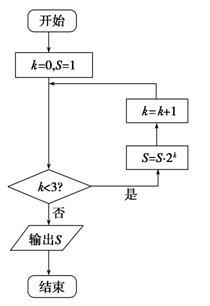 开始
k=0,S=1
k=k+1
S=S·2^k
k<3?
是
否
输出S
结束